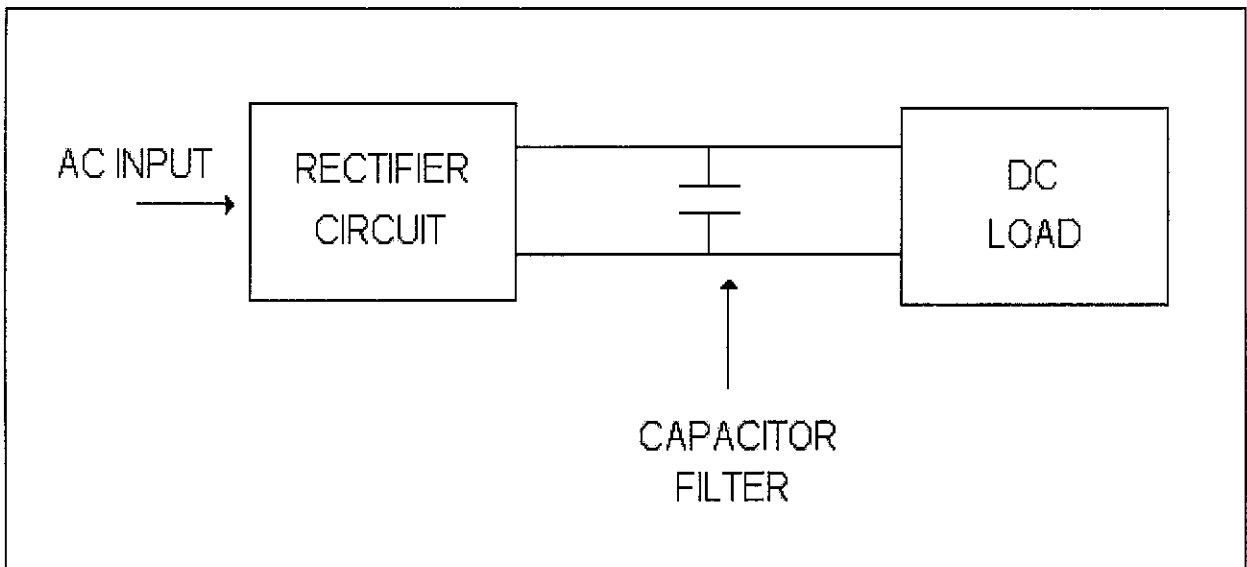 AC INPUT
RECTIFIER
CIRCUIT
DC
LOAD
CAPACITOR
FILTER